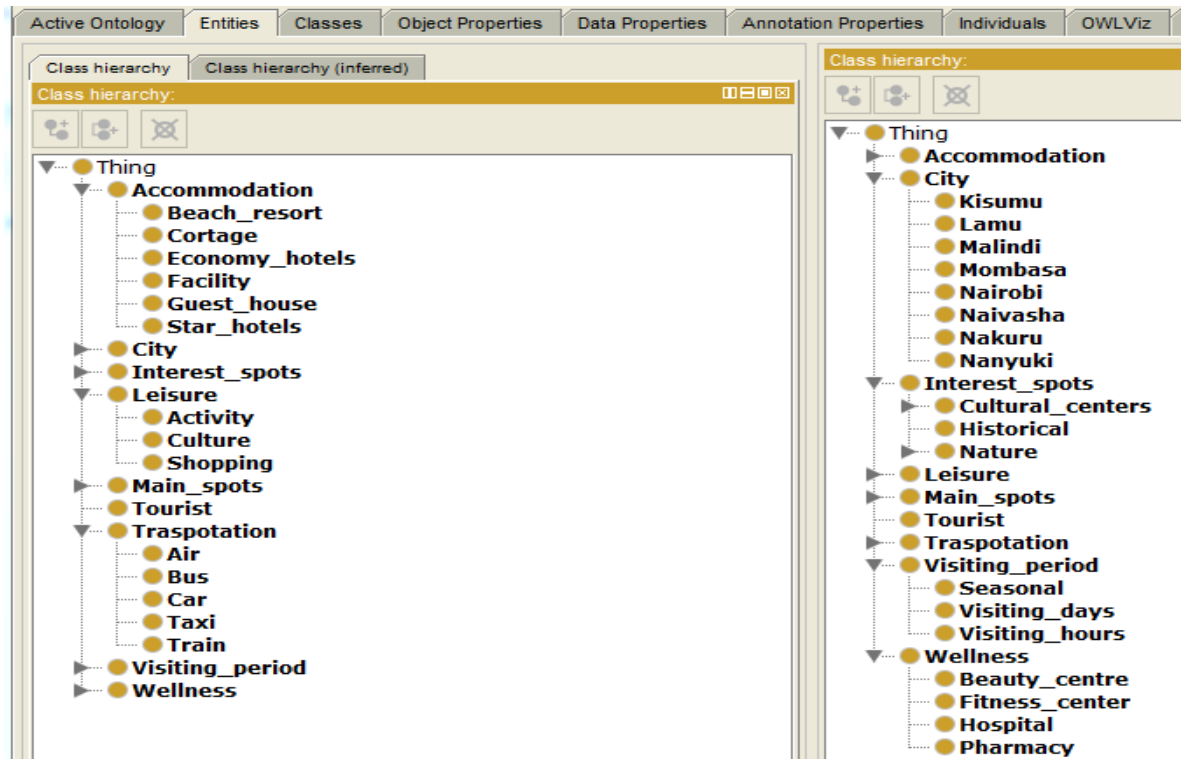 Active Ontology Entities Classes Object Properties Data Properties Annotation Properties Individuals OWLViz
Class hierarchy Class hierarchy (inferred)
Class hierarchy:
Thing
Accommodation
Beach_resort
Cortage
Economy_hotels
Facility
Guest_house
Star_hotels
City
Interest_spots
Leisure
Activity
Culture
Shopping
Main_spots
Tourist
Traspotation
Air
Bus
Car
Taxi
Train
Visiting_period
Wellness
Class hierarchy:
Thing
Accommodation
City
Kisumu
Lamu
Malindi
Mombasa
Nairobi
Naivasha
Nakuru
Nanyuki
Interest_spots
Cultural_centers
Historical
Nature
Leisure
Main_spots
Tourist
Traspotation
Visiting_period
Seasonal
Visiting_days
Visiting_hours
Wellness
Beauty_centre
Fitness_center
Hospital
Pharmacy